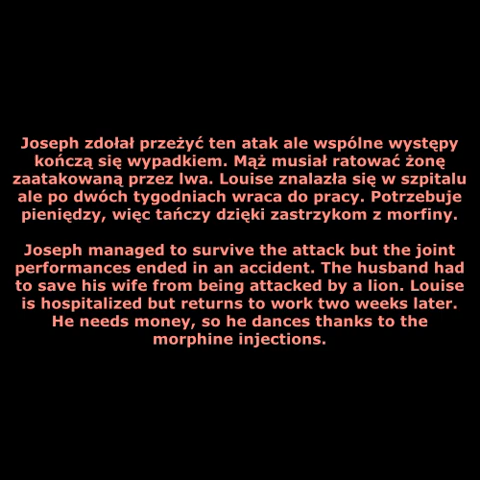 Joseph zdołał przeżyć ten atak ale wspólne występy
kończą się wypadkiem. Mąż musiał ratować żonę
zaatakowaną przez lwa. Louise znalazła się w szpitalu
ale po dwóch tygodniach wraca do pracy. Potrzebuje
pieniędzy, więc tańczy dzięki zastrzykom z morfiny.
Joseph managed to survive the attack but the joint
performances ended in an accident. The husband had
to save his wife from being attacked by a lion. Louise
is hospitalized but returns to work two weeks later.
He needs money, so he dances thanks to the
morphine injections.